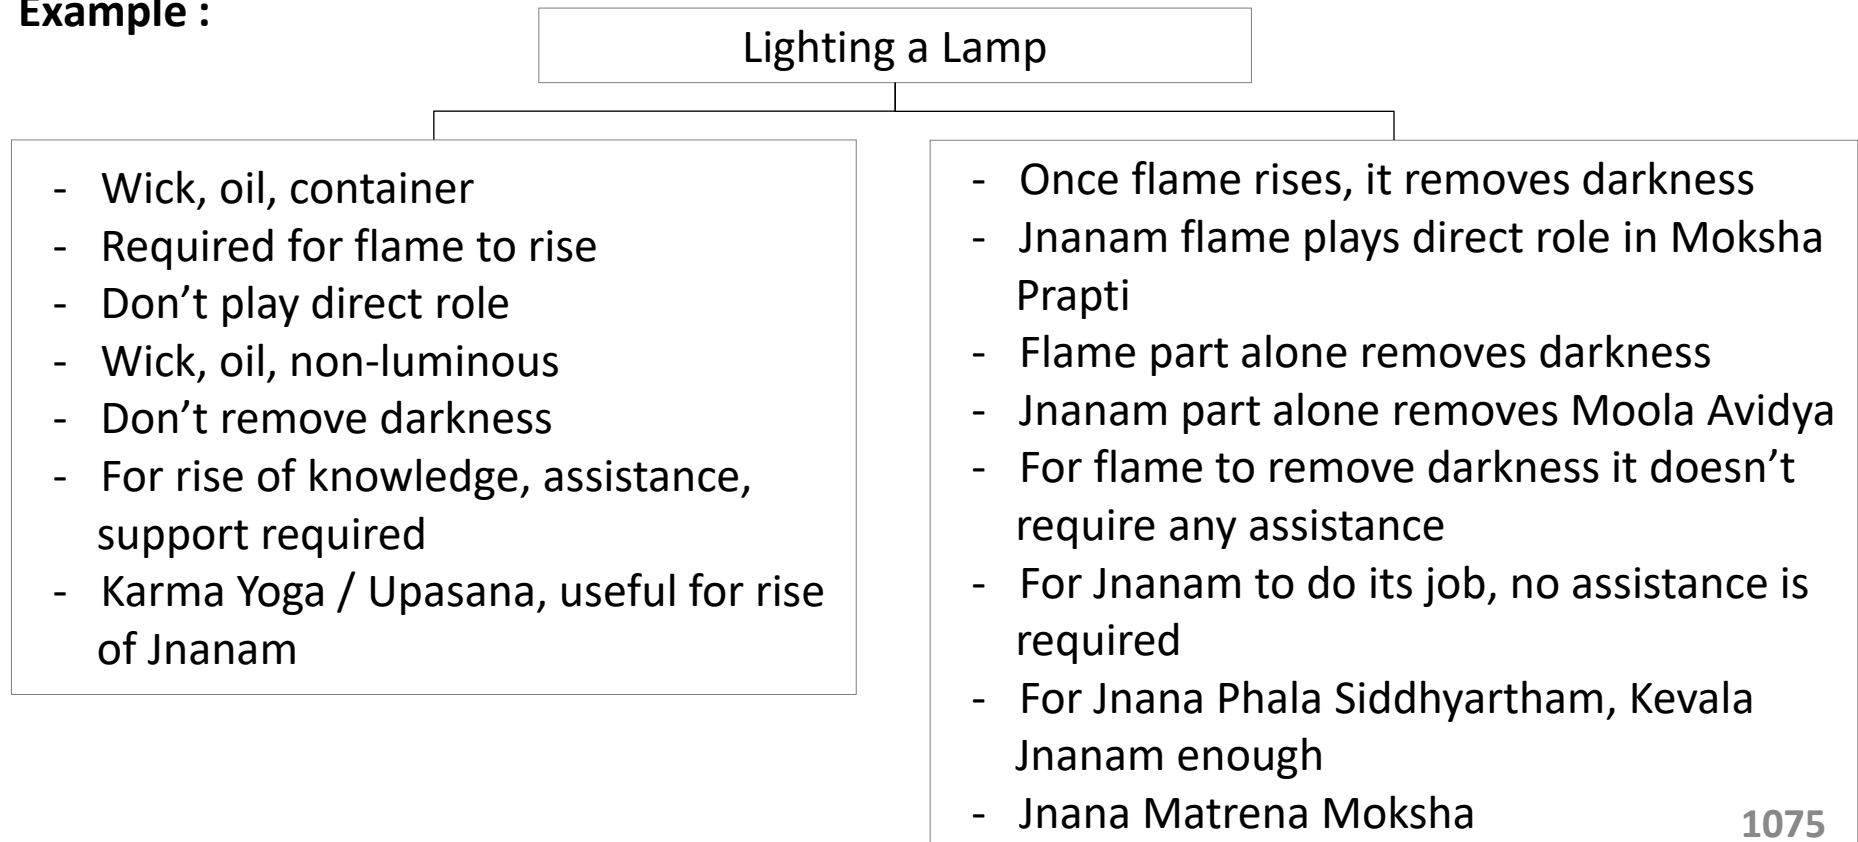 Example :
Lighting a Lamp
- Wick, oil, container
- Required for flame to rise
- Don’t play direct role
- Wick, oil, non-luminous
- Don’t remove darkness
- For rise of knowledge, assistance,
support required
- Karma Yoga / Upasana, useful for rise
of Jnanam
- Once flame rises, it removes darkness
- Jnanam flame plays direct role in Moksha
Prapti
- Flame part alone removes darkness
- Jnanam part alone removes Moola Avidya
- For flame to remove darkness it doesn’t
require any assistance
- For Jnanam to do its job, no assistance is
required
- For Jnana Phala Siddhyartham, Kevala
Jnanam enough
- Jnana Matrena Moksha
1075